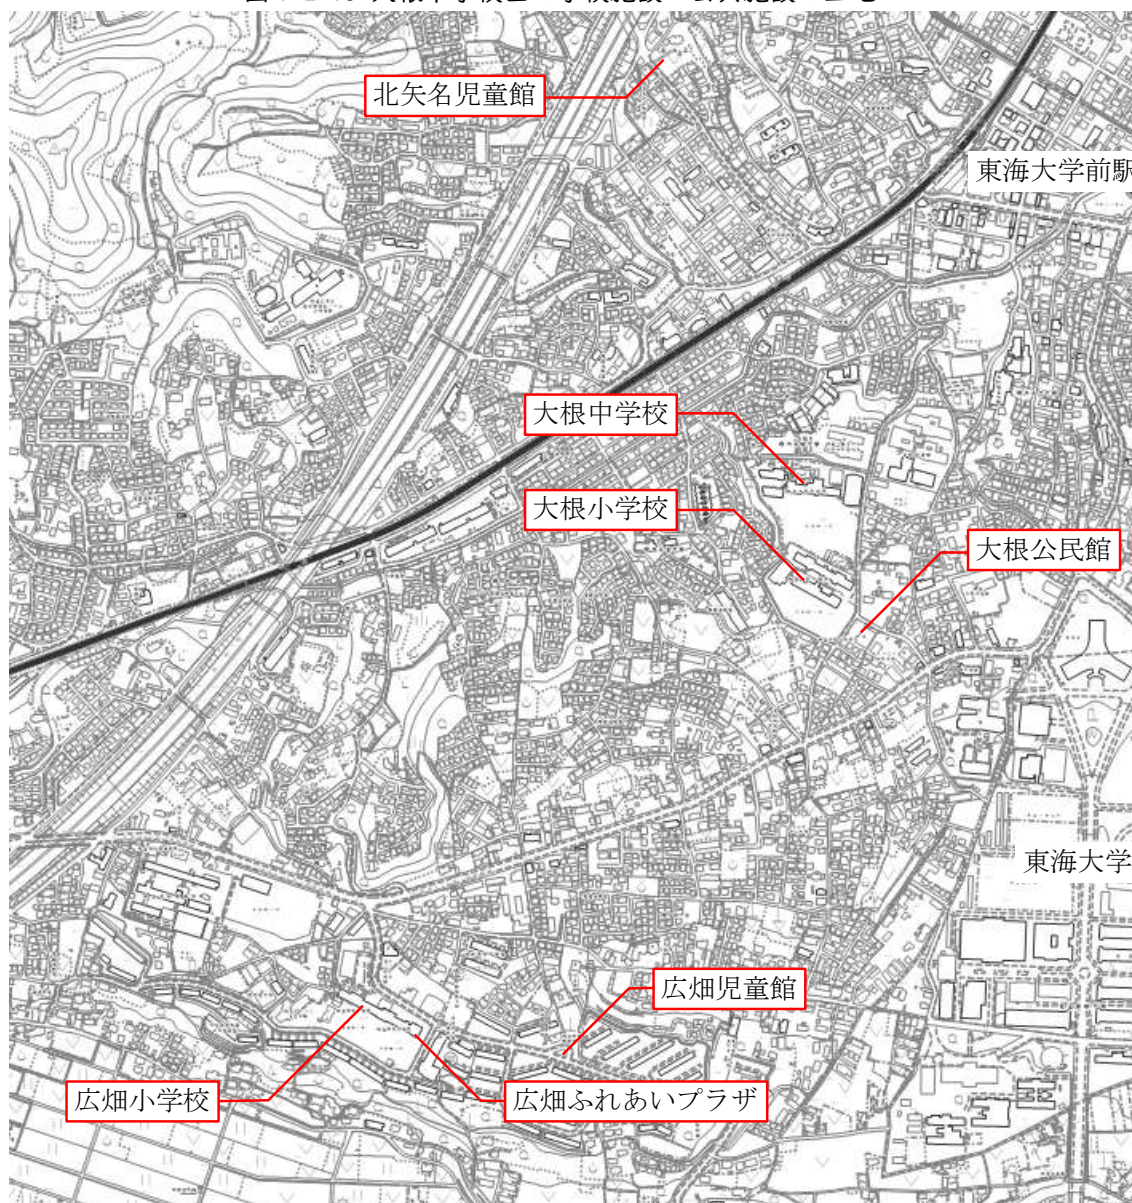 北矢名児童館
東海大学前駅
大根中学校
大根小学校
大根公民館
東海大学
広畑児童館
広畑小学校
広畑ふれあいプラザ